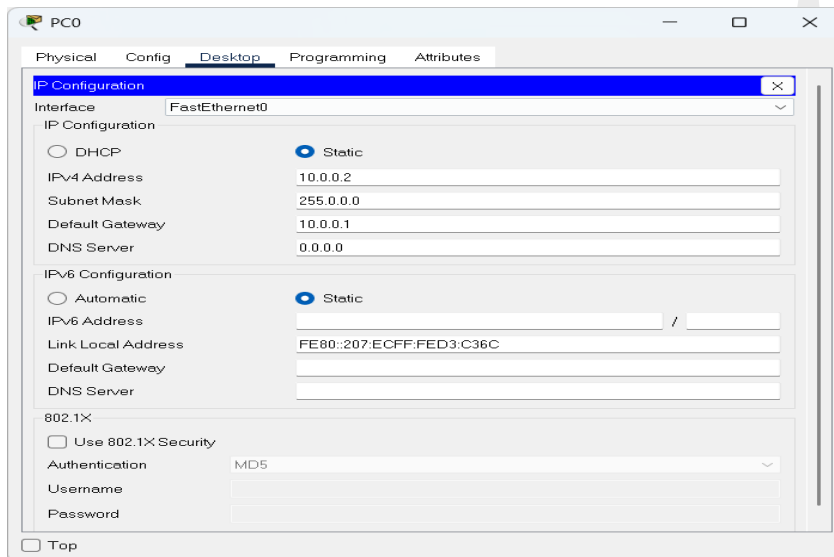 PC0
Physical Config Desktop Programming Attributes
IP Configuration X
Interface FastEthernet0
IP Configuration
DHCP Static
IPv4 Address 10.0.0.2
Subnet Mask 255.0.0.0
Default Gateway 10.0.0.1
DNS Server 0.0.0.0
IPv6 Configuration
Automatic Static
IPv6 Address /
Link Local Address FE80::207:ECFF:FED3:C36C
Default Gateway
DNS Server
802.1X
Use 802.1X Security
Authentication MD5
Username
Password
Top